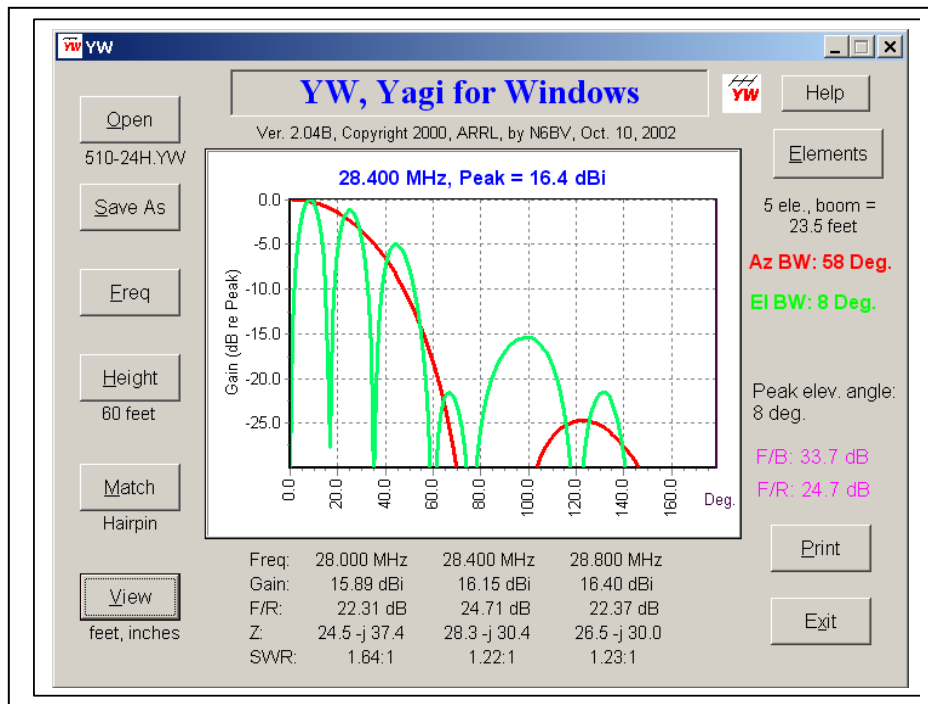 YW YW
YW, Yagi for Windows
YW
Help
Open
Ver. 2.04B, Copyright 2000, ARRL, by N6BV, Oct. 10, 2002
Elements
510-24H.YW
28.400 MHz, Peak = 16.4 dBi
Save As
5 ele., boom =
23.5 feet
Az BW: 58 Deg.
El BW: 8 Deg.
Freq
Height
60 feet
Peak elev. angle:
8 deg.
F/B: 33.7 dB
F/R: 24.7 dB
Match
Hairpin
Print
View
feet, inches
Exit
Gain (dB re Peak)
0.0
-5.0
-10.0
-15.0
-20.0
-25.0
0.0 20.0 40.0 60.0 80.0 100.0 120.0 140.0 160.0 Deg.
Freq: 28.000 MHz 28.400 MHz 28.800 MHz
Gain: 15.89 dBi 16.15 dBi 16.40 dBi
F/R: 22.31 dB 24.71 dB 22.37 dB
Z: 24.5 -j 37.4 28.3 -j 30.4 26.5 -j 30.0
SWR: 1.64:1 1.22:1 1.23:1